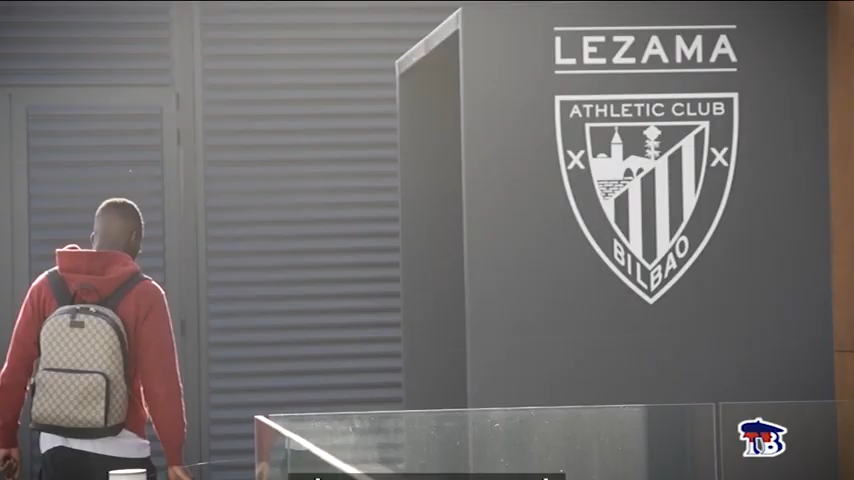 LEZAMA
ATHLETIC CLUB
X X
BILBAO
TB